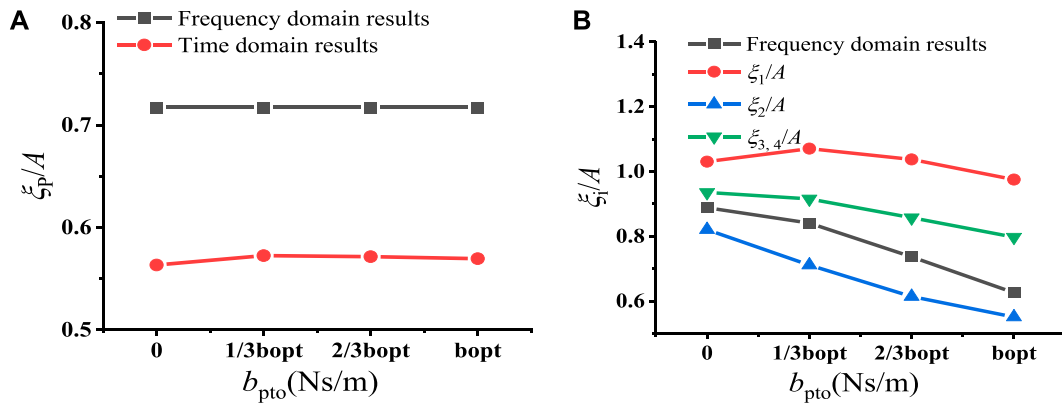 A
Frequency domain results
Time domain results
0.8
0.7
0.6
0.5
ξp/A
0
1/3bopt
2/3bopt
bopt
bpto(Ns/m)
B
Frequency domain results
ξ1/A
ξ2/A
ξ3, 4/A
1.4
1.2
1.0
0.8
0.6
ξi/A
0
1/3bopt
2/3bopt
bopt
bpto(Ns/m)